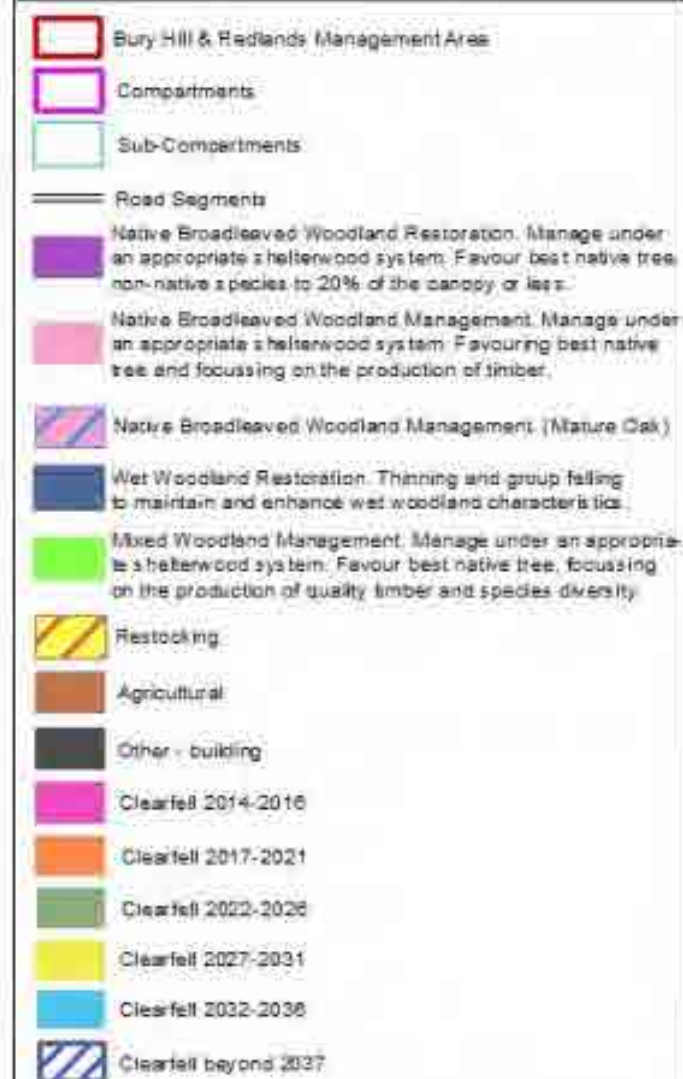 Bury Hill & Redlands Management Area
Compartments
Sub-Compartments
Road Segments
Native Broadleaved Woodland Restoration. Manage under
an appropriate shelterwood system. Favour best native tree,
non-native species to 20% of the canopy or less.
Native Broadleaved Woodland Management. Manage under
an appropriate shelterwood system. Favouring best native
tree and focussing on the production of timber.
Native Broadleaved Woodland Management. (Mature Oak)
Wet Woodland Restoration. Thinning and group felling
to maintain and enhance wet woodland characteristics.
Mixed Woodland Management. Manage under an appropria-
te shelterwood system. Favour best native tree, focussing
on the production of quality timber and species diversity.
Restocking
Agricultural
Other - building
Clearfell 2014-2016
Clearfell 2017-2021
Clearfell 2022-2026
Clearfell 2027-2031
Clearfell 2032-2036
Clearfell beyond 2037